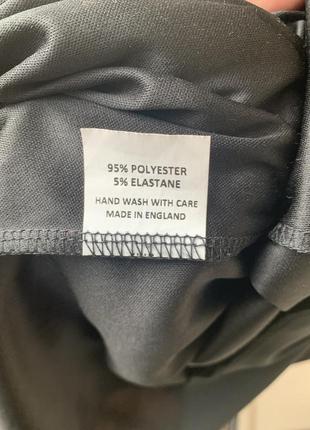 95% POLYESTER
5% ELASTANE
HAND WASH WITH CARE
MADE IN ENGLAND